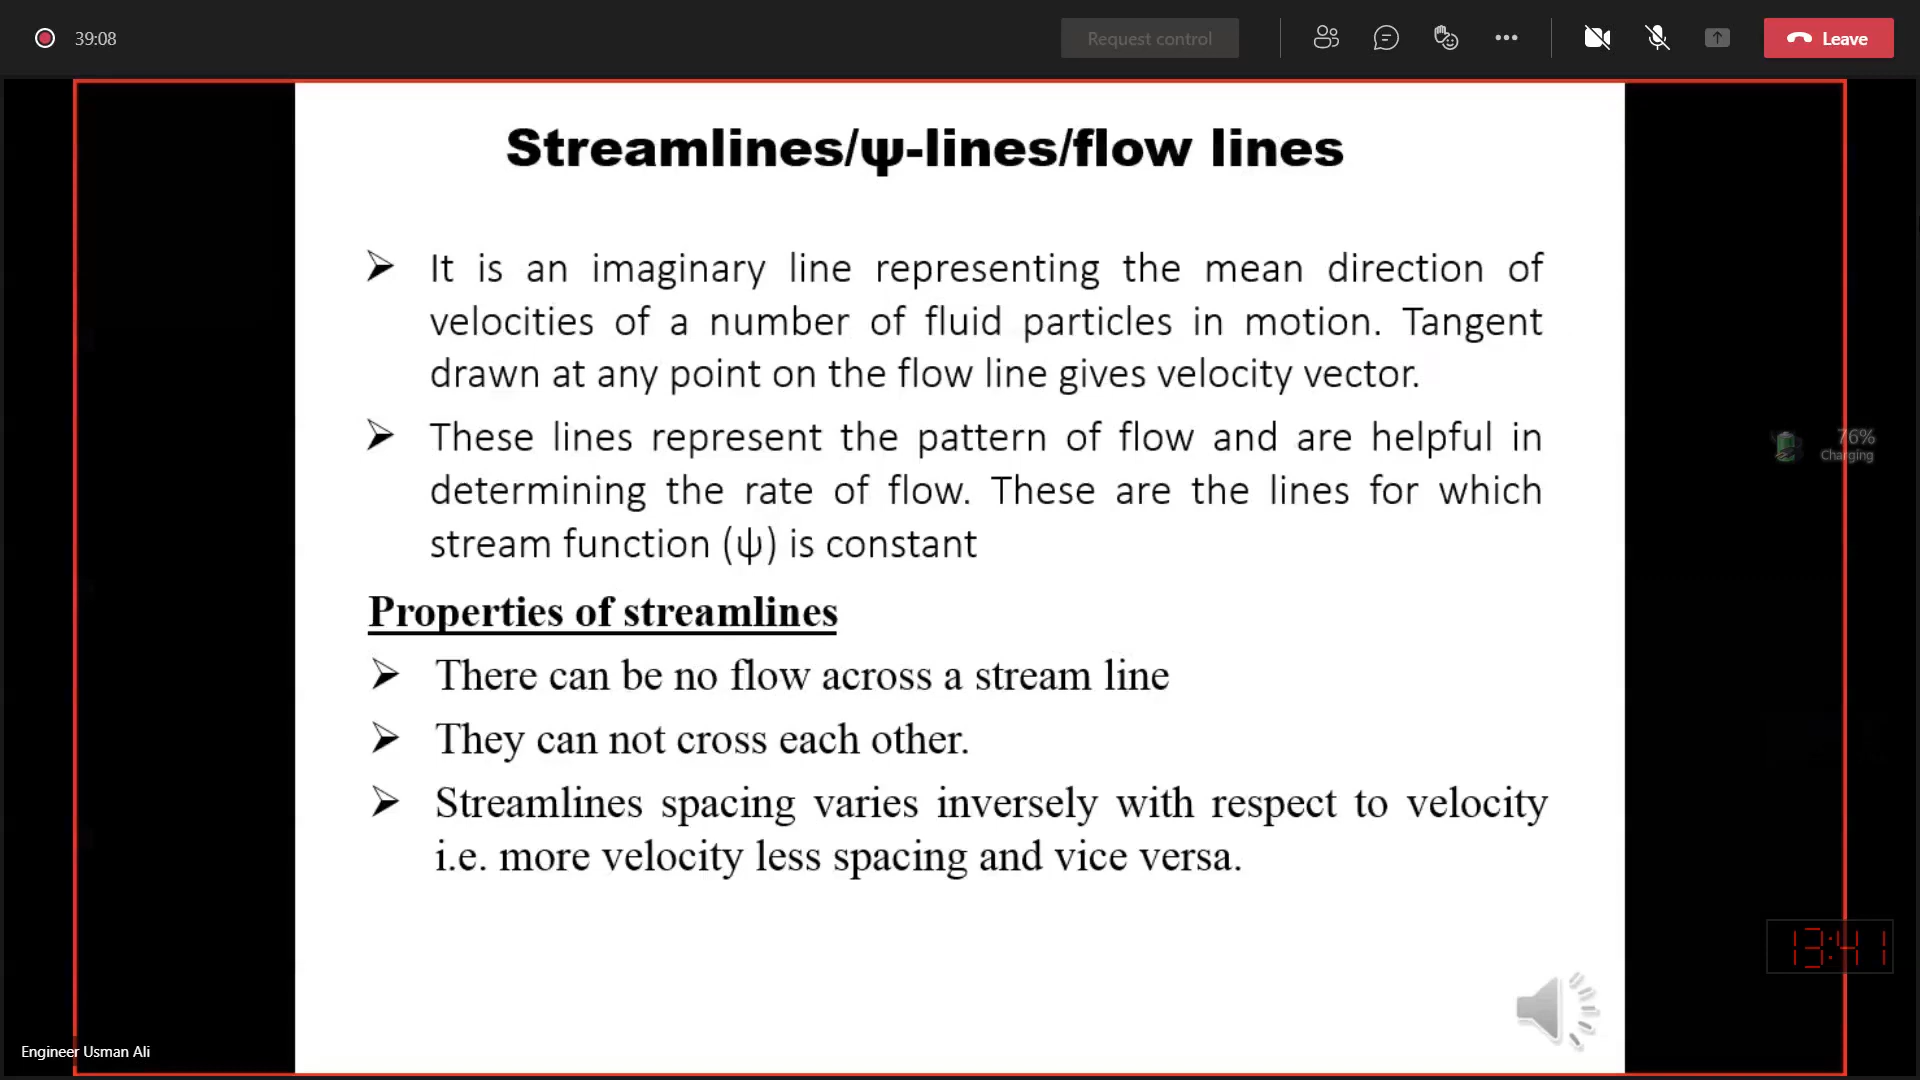 39:08
Request control
Leave
Streamlines/ψ-lines/flow lines
➢ It is an imaginary line representing the mean direction of
velocities of a number of fluid particles in motion. Tangent
drawn at any point on the flow line gives velocity vector.
➢ These lines represent the pattern of flow and are helpful in
determining the rate of flow. These are the lines for which
stream function (ψ) is constant
Properties of streamlines
➢ There can be no flow across a stream line
➢ They can not cross each other.
➢ Streamlines spacing varies inversely with respect to velocity
i.e. more velocity less spacing and vice versa.
76%
Charging
13:41
Engineer Usman Ali